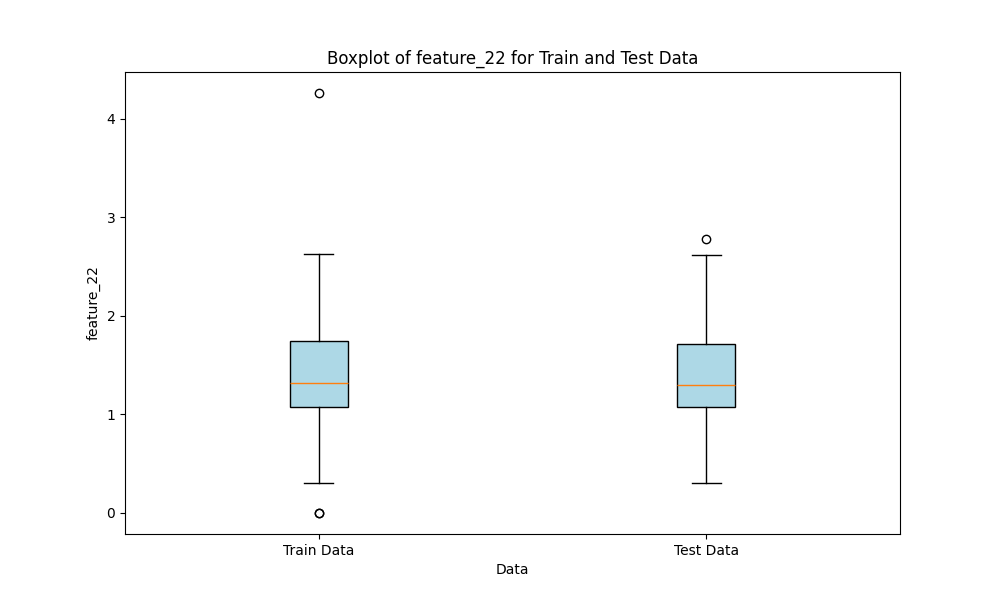 Boxplot of feature_22 for Train and Test Data
4
3
2
1
0
feature_22
Train Data
Test Data
Data